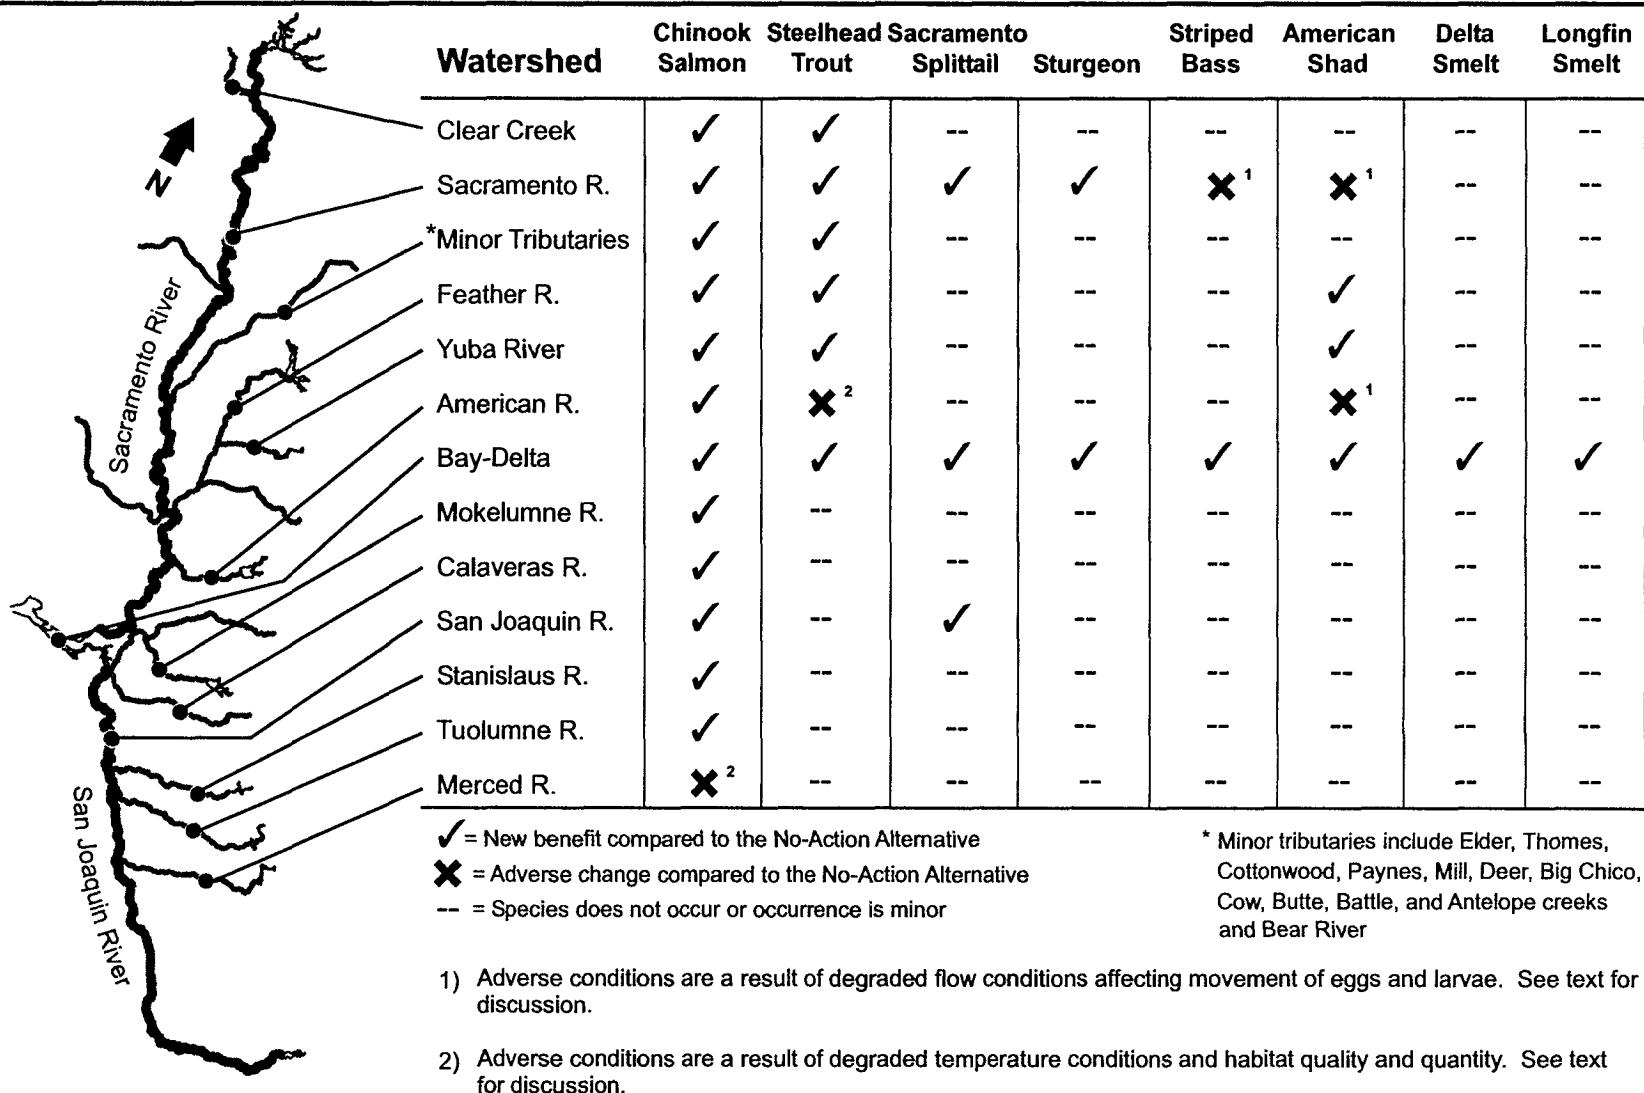 Watershed Chinook Salmon Steelhead Trout Sacramento Splittail Sturgeon Striped Bass American Shad Delta Smelt Longfin Smelt
Clear Creek ✓ ✓ -- -- -- -- -- --
Sacramento R. ✓ ✓ ✓ ✓ ✖ 1 ✖ 1 -- --
*Minor Tributaries ✓ ✓ -- -- -- -- -- --
Feather R. ✓ ✓ -- -- -- ✓ -- --
Yuba River ✓ ✓ -- -- -- ✓ -- --
American R. ✓ ✖ 2 -- -- -- ✖ 1 -- --
Bay-Delta ✓ ✓ ✓ ✓ ✓ ✓ ✓ ✓
Mokelumne R. ✓ -- -- -- -- -- -- --
Calaveras R. ✓ -- -- -- -- -- -- --
San Joaquin R. ✓ -- ✓ -- -- -- -- --
Stanislaus R. ✓ -- -- -- -- -- -- --
Tuolumne R. ✓ -- -- -- -- -- -- --
Merced R. ✖ 2 -- -- -- -- -- -- --
N
Sacramento River
San Joaquin River
✓ = New benefit compared to the No-Action Alternative
✖ = Adverse change compared to the No-Action Alternative
-- = Species does not occur or occurrence is minor
* Minor tributaries include Elder, Thomes,
Cottonwood, Paynes, Mill, Deer, Big Chico,
Cow, Butte, Battle, and Antelope creeks
and Bear River
1) Adverse conditions are a result of degraded flow conditions affecting movement of eggs and larvae. See text for
discussion.
2) Adverse conditions are a result of degraded temperature conditions and habitat quality and quantity. See text
for discussion.